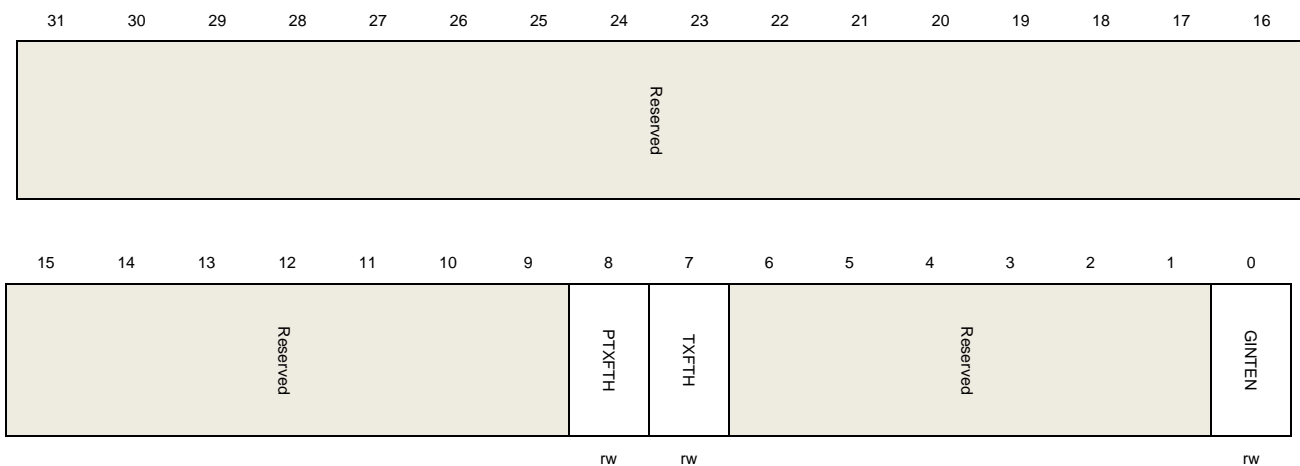 31 30 29 28 27 26 25 24 23 22 21 20 19 18 17 16
Reserved
15 14 13 12 11 10 9 8 7 6 5 4 3 2 1 0
Reserved PTXFTH TXFTH Reserved GINTEN
rw rw rw